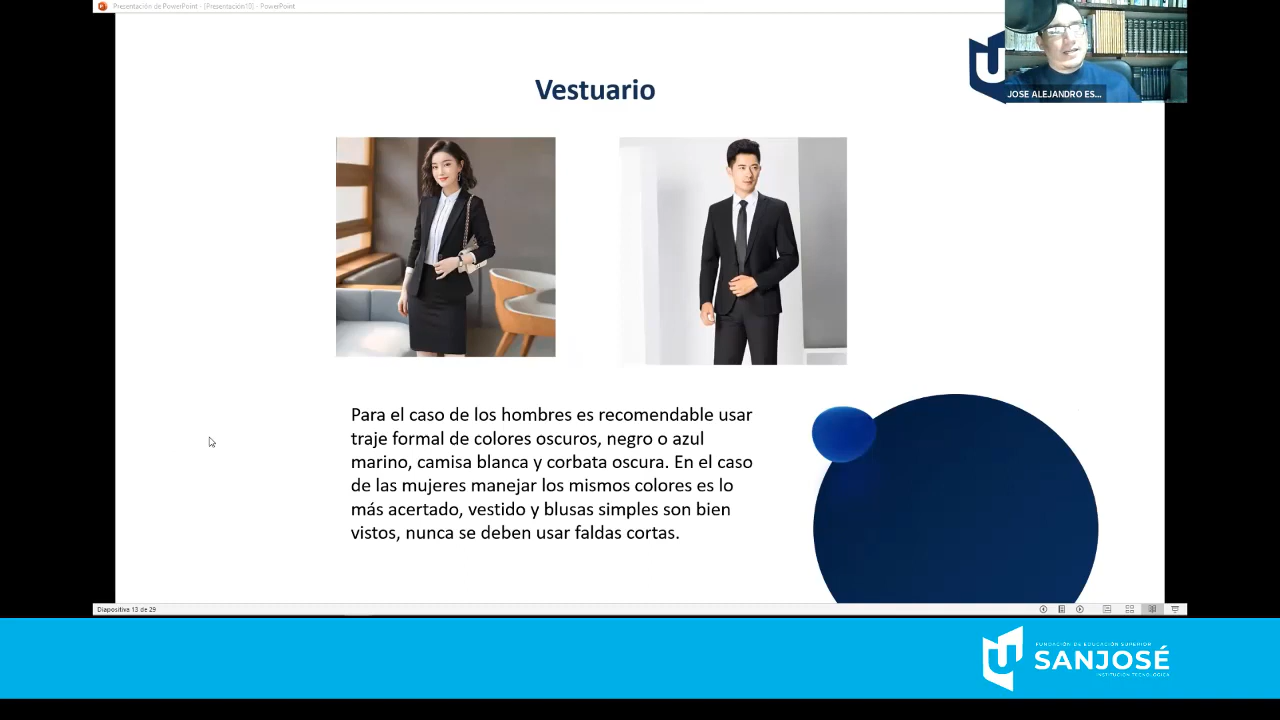 Presentación de PowerPoint - [Presentación10] - PowerPoint
Vestuario
JOSE ALEJANDRO ES...
Para el caso de los hombres es recomendable usar
traje formal de colores oscuros, negro o azul
marino, camisa blanca y corbata oscura. En el caso
de las mujeres manejar los mismos colores es lo
más acertado, vestido y blusas simples son bien
vistos, nunca se deben usar faldas cortas.
Diapositiva 13 de 29
FUNDACIÓN DE EDUCACIÓN SUPERIOR
SANJOSÉ
INSTITUCIÓN TECNOLÓGICA